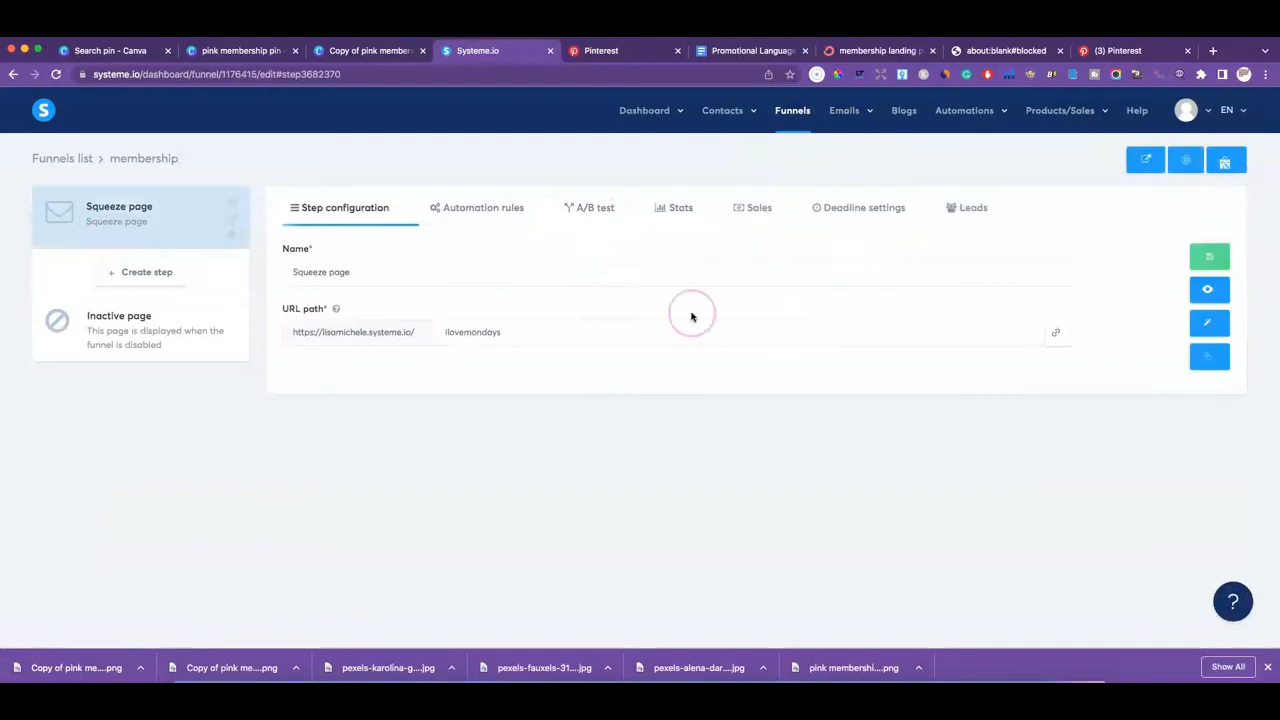 Search pin - Canva
pink membership pin
Copy of pink membe
Systeme.io
Pinterest
Promotional Language
membership landing p
about:blank#blocked
(3) Pinterest
systeme.io/dashboard/funnel/1176415/edit#step3682370
S
Dashboard
Contacts
Funnels
Emails
Blogs
Automations
Products/Sales
Help
EN
Funnels list > membership
Squeeze page
Squeeze page
+ Create step
Inactive page
This page is displayed when the
funnel is disabled
Step configuration
Automation rules
A/B test
Stats
Sales
Deadline settings
Leads
Name*
Squeeze page
URL path*
https://lisamichele.systeme.io/
ilovemondays
?
Copy of pink me....png
Copy of pink me....png
pexels-karolina-g....jpg
pexels-fauxels-31....jpg
pexels-alena-dar....jpg
pink membershi....png
Show All